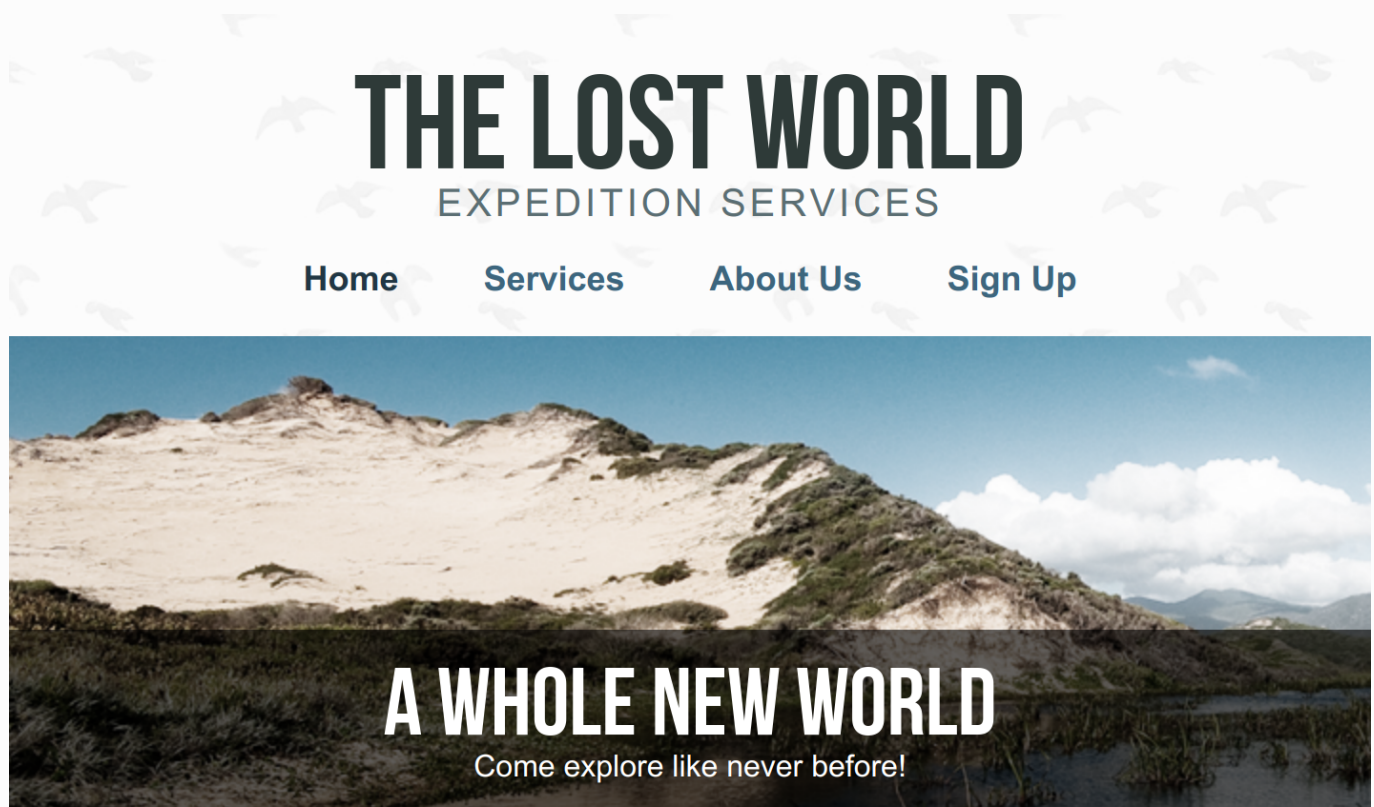 THE LOST WORLD
EXPEDITION SERVICES
Home Services About Us Sign Up
A WHOLE NEW WORLD
Come explore like never before!